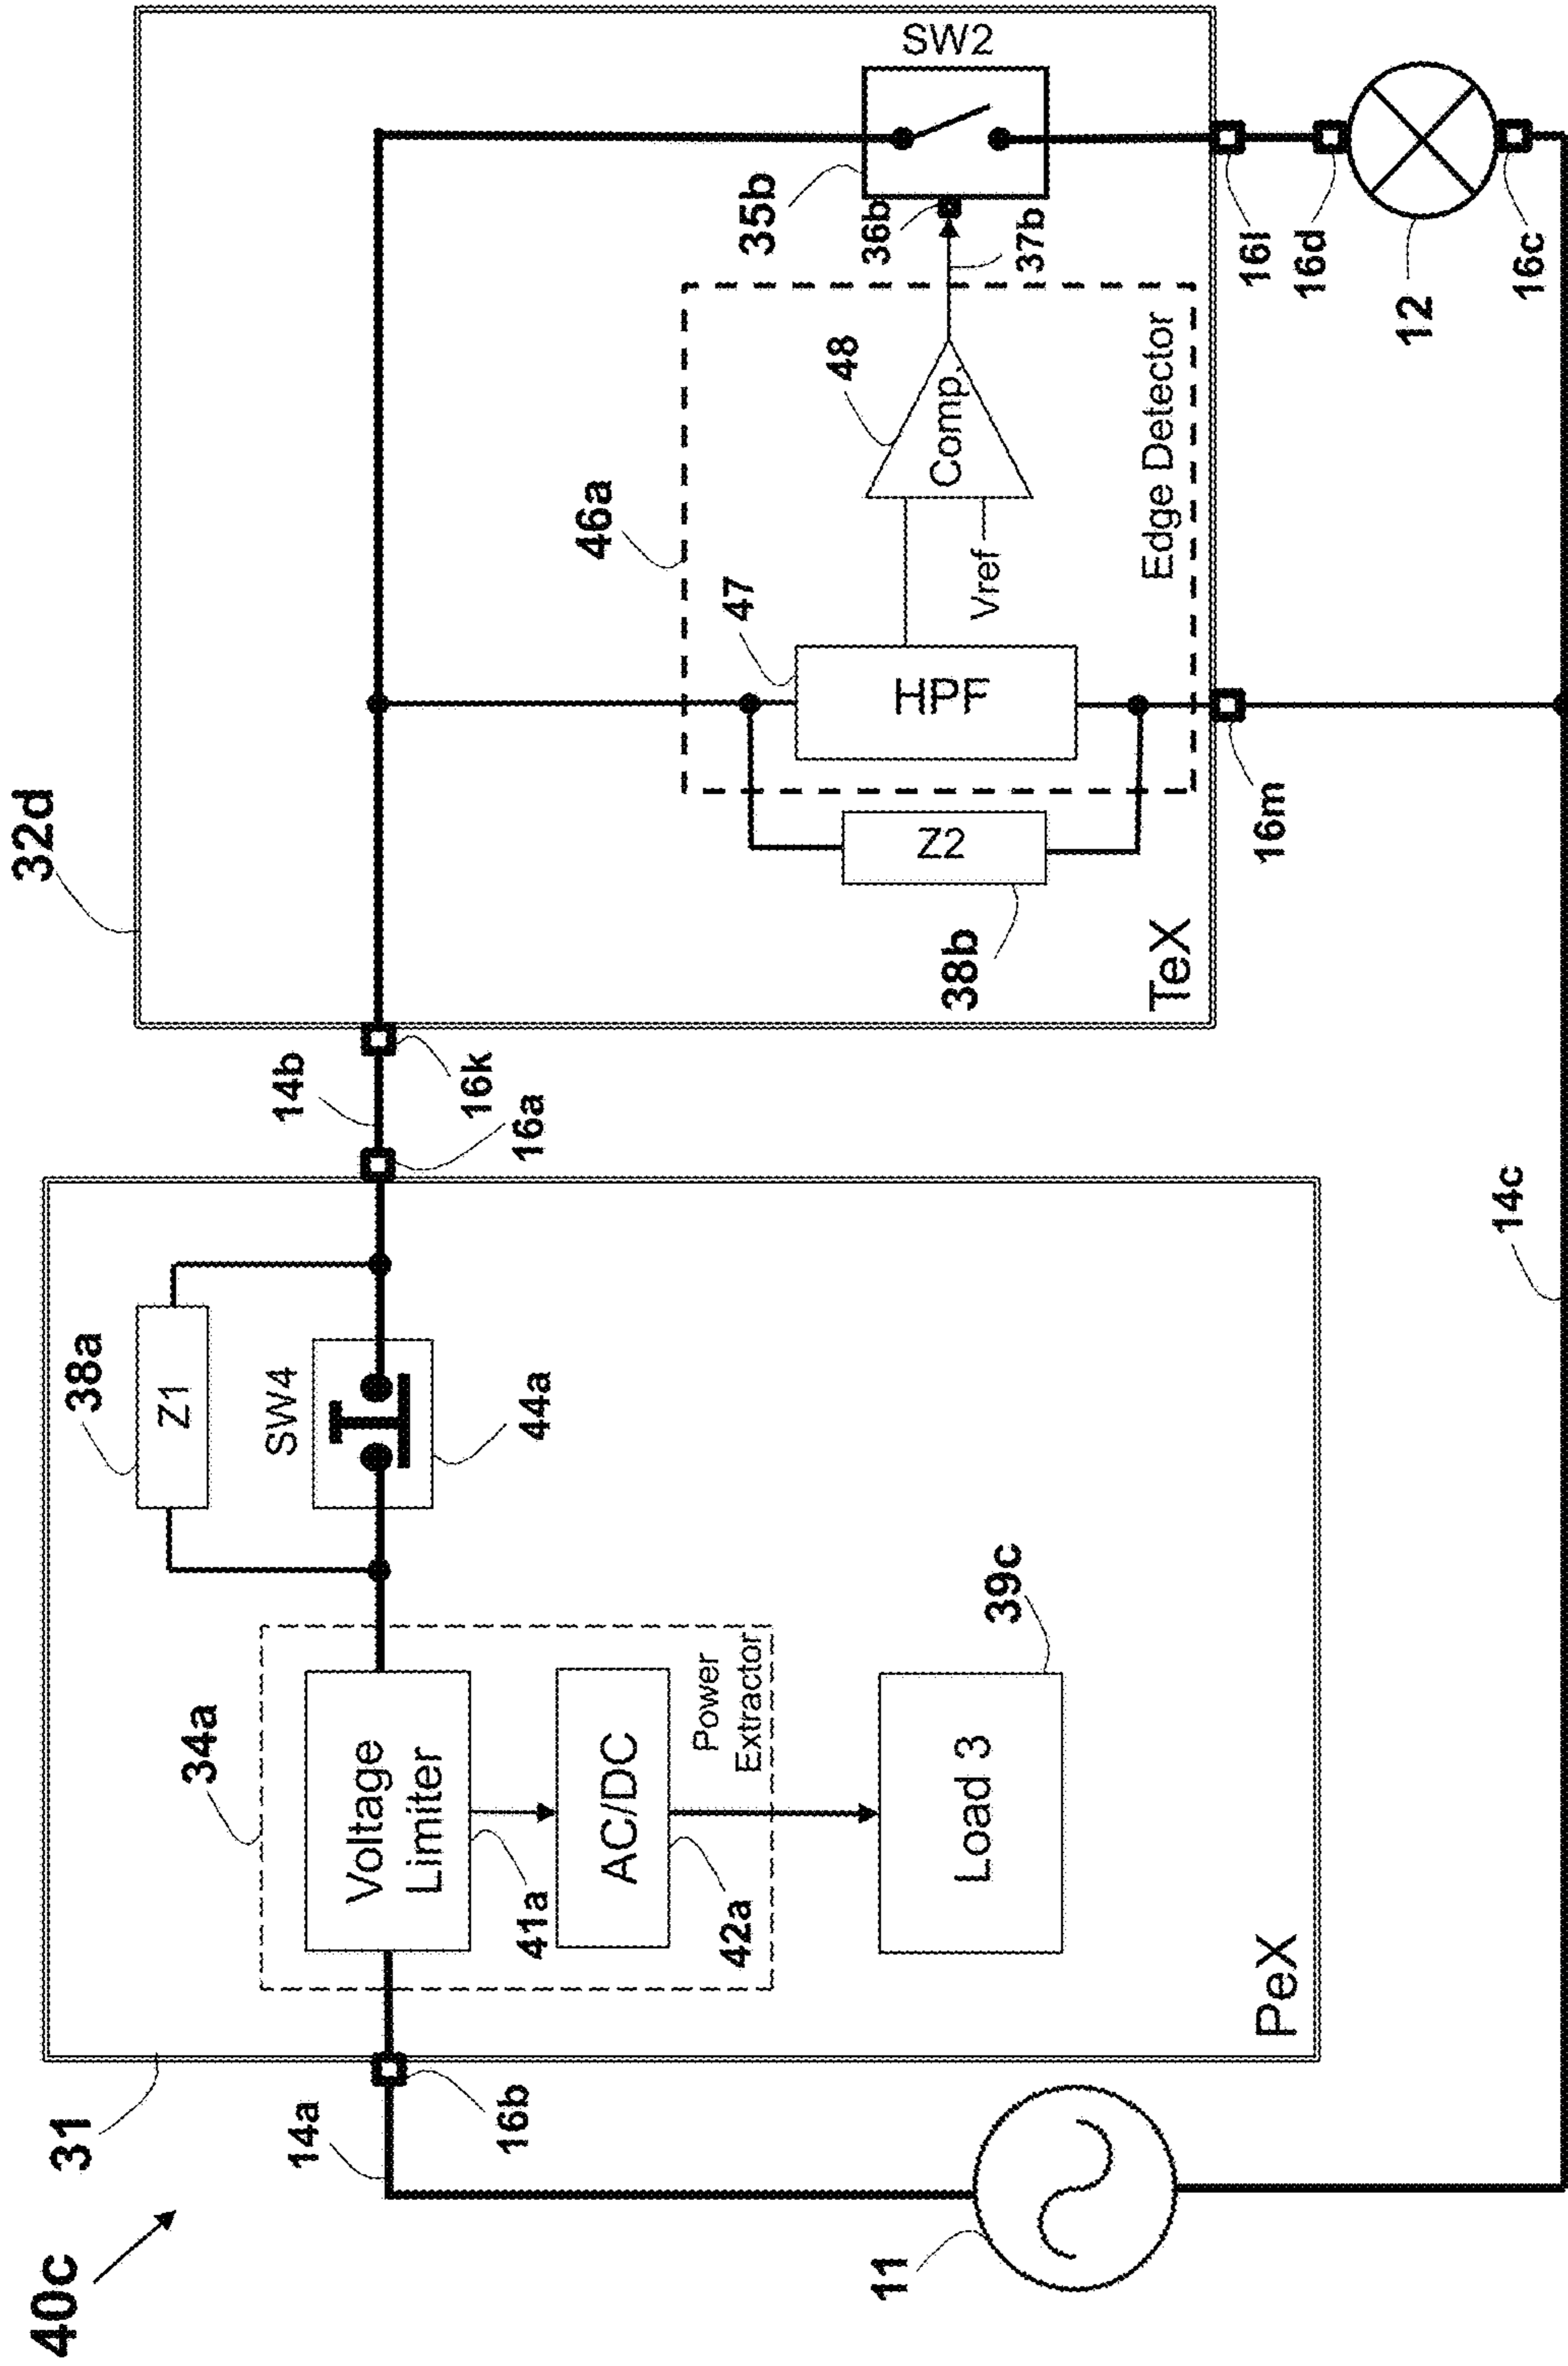 40c
31
14a
16b
11
34a
Voltage
Limiter
41a
AC/DC
42a
Power
Extractor
Load 3
39c
PeX
38a
Z1
SW4
44a
16a
14b
16k
14c
32d
TeX
38b
Z2
16m
46a
47
HPF
Vref
48
Comp.
Edge Detector
SW2
35b
36b
37b
16l
16d
12
16c